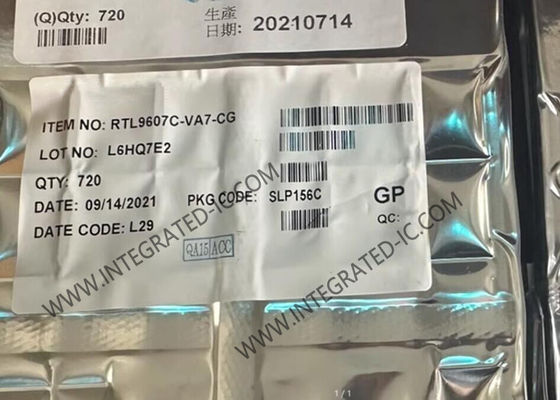 (Q)Qty: 720
生產
日期: 20210714
ITEM NO: RTL9607C-VA7-CG
LOT NO: L6HQ7E2
QTY: 720
DATE: 09/14/2021 PKG CODE: SLP156C GP
DATE CODE: L29 QC:
QA15 ACC
WWW.INTEGRATED-IC.COM
WWW.INTEGRATED-IC.COM
WWW.INTEGRATED-IC.COM
1/1